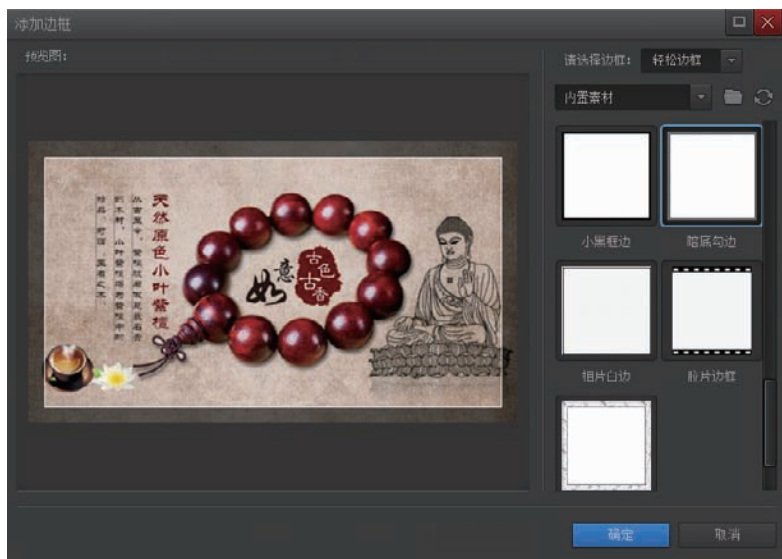 添加边框
预览图：
请选择边框： 轻松边框
内置素材
小黑框边
暗底勾边
相片白边
胶片边框
天然原色小叶紫檀
如意
古色古香
确定
取消